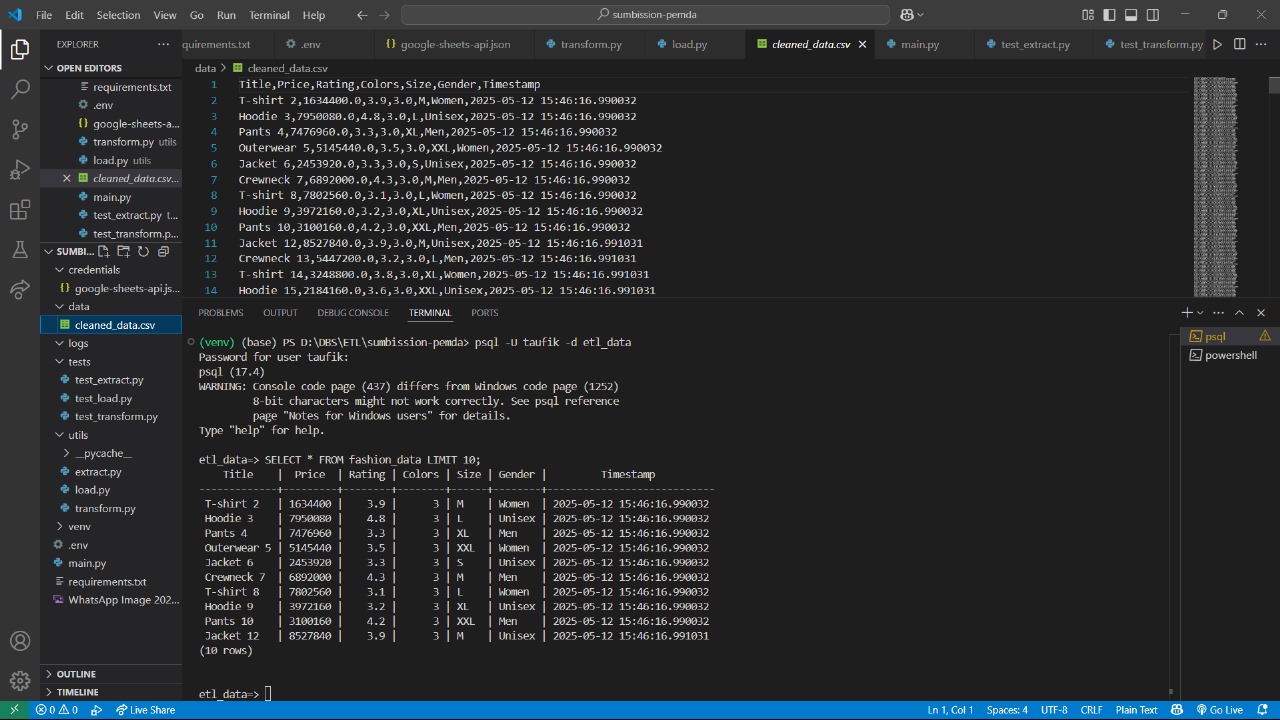 File Edit Selection View Go Run Terminal Help
sumbission-pemda
EXPLORER
OPEN EDITORS
requirements.txt
.env
google-sheets-a...
transform.py utils
load.py utils
cleaned_data.csv...
main.py
test_extract.py t...
test_transform.p...
SUMBI...
credentials
google-sheets-api.js...
data
cleaned_data.csv
logs
tests
test_extract.py
test_load.py
test_transform.py
utils
__pycache__
extract.py
load.py
transform.py
venv
.env
main.py
requirements.txt
WhatsApp Image 202...
OUTLINE
TIMELINE
quirements.txt .env google-sheets-api.json transform.py load.py cleaned_data.csv main.py test_extract.py test_transform.py
data > cleaned_data.csv
1 Title,Price,Rating,Colors,Size,Gender,Timestamp
2 T-shirt 2,1634400.0,3.9,3.0,M,Women,2025-05-12 15:46:16.990032
3 Hoodie 3,7950080.0,4.8,3.0,L,Unisex,2025-05-12 15:46:16.990032
4 Pants 4,7476960.0,3.3,3.0,XL,Men,2025-05-12 15:46:16.990032
5 Outerwear 5,5145440.0,3.5,3.0,XXL,Women,2025-05-12 15:46:16.990032
6 Jacket 6,2453920.0,3.3,3.0,S,Unisex,2025-05-12 15:46:16.990032
7 Crewneck 7,6892000.0,4.3,3.0,M,Men,2025-05-12 15:46:16.990032
8 T-shirt 8,7802560.0,3.1,3.0,L,Women,2025-05-12 15:46:16.990032
9 Hoodie 9,3972160.0,3.2,3.0,XL,Unisex,2025-05-12 15:46:16.990032
10 Pants 10,3100160.0,4.2,3.0,XXL,Men,2025-05-12 15:46:16.990032
11 Jacket 12,8527840.0,3.9,3.0,M,Unisex,2025-05-12 15:46:16.991031
12 Crewneck 13,5447200.0,3.2,3.0,L,Men,2025-05-12 15:46:16.991031
13 T-shirt 14,3248800.0,3.8,3.0,XL,Women,2025-05-12 15:46:16.991031
14 Hoodie 15,2184160.0,3.6,3.0,XXL,Unisex,2025-05-12 15:46:16.991031
PROBLEMS OUTPUT DEBUG CONSOLE TERMINAL PORTS
psql
powershell
(venv) (base) PS D:\DBS\ETL\sumbission-pemda> psql -U taufik -d etl_data
Password for user taufik:
psql (17.4)
WARNING: Console code page (437) differs from Windows code page (1252)
8-bit characters might not work correctly. See psql reference
page "Notes for Windows users" for details.
Type "help" for help.
etl_data=> SELECT * FROM fashion_data LIMIT 10;
Title | Price | Rating | Colors | Size | Gender | Timestamp
-------------+---------+--------+--------+------+--------+----------------------------
T-shirt 2 | 1634400 | 3.9 | 3 | M | Women | 2025-05-12 15:46:16.990032
Hoodie 3 | 7950080 | 4.8 | 3 | L | Unisex | 2025-05-12 15:46:16.990032
Pants 4 | 7476960 | 3.3 | 3 | XL | Men | 2025-05-12 15:46:16.990032
Outerwear 5 | 5145440 | 3.5 | 3 | XXL | Women | 2025-05-12 15:46:16.990032
Jacket 6 | 2453920 | 3.3 | 3 | S | Unisex | 2025-05-12 15:46:16.990032
Crewneck 7 | 6892000 | 4.3 | 3 | M | Men | 2025-05-12 15:46:16.990032
T-shirt 8 | 7802560 | 3.1 | 3 | L | Women | 2025-05-12 15:46:16.990032
Hoodie 9 | 3972160 | 3.2 | 3 | XL | Unisex | 2025-05-12 15:46:16.990032
Pants 10 | 3100160 | 4.2 | 3 | XXL | Men | 2025-05-12 15:46:16.990032
Jacket 12 | 8527840 | 3.9 | 3 | M | Unisex | 2025-05-12 15:46:16.991031
(10 rows)
etl_data=>
0 0 Live Share Ln 1, Col 1 Spaces: 4 UTF-8 CRLF Plain Text Go Live